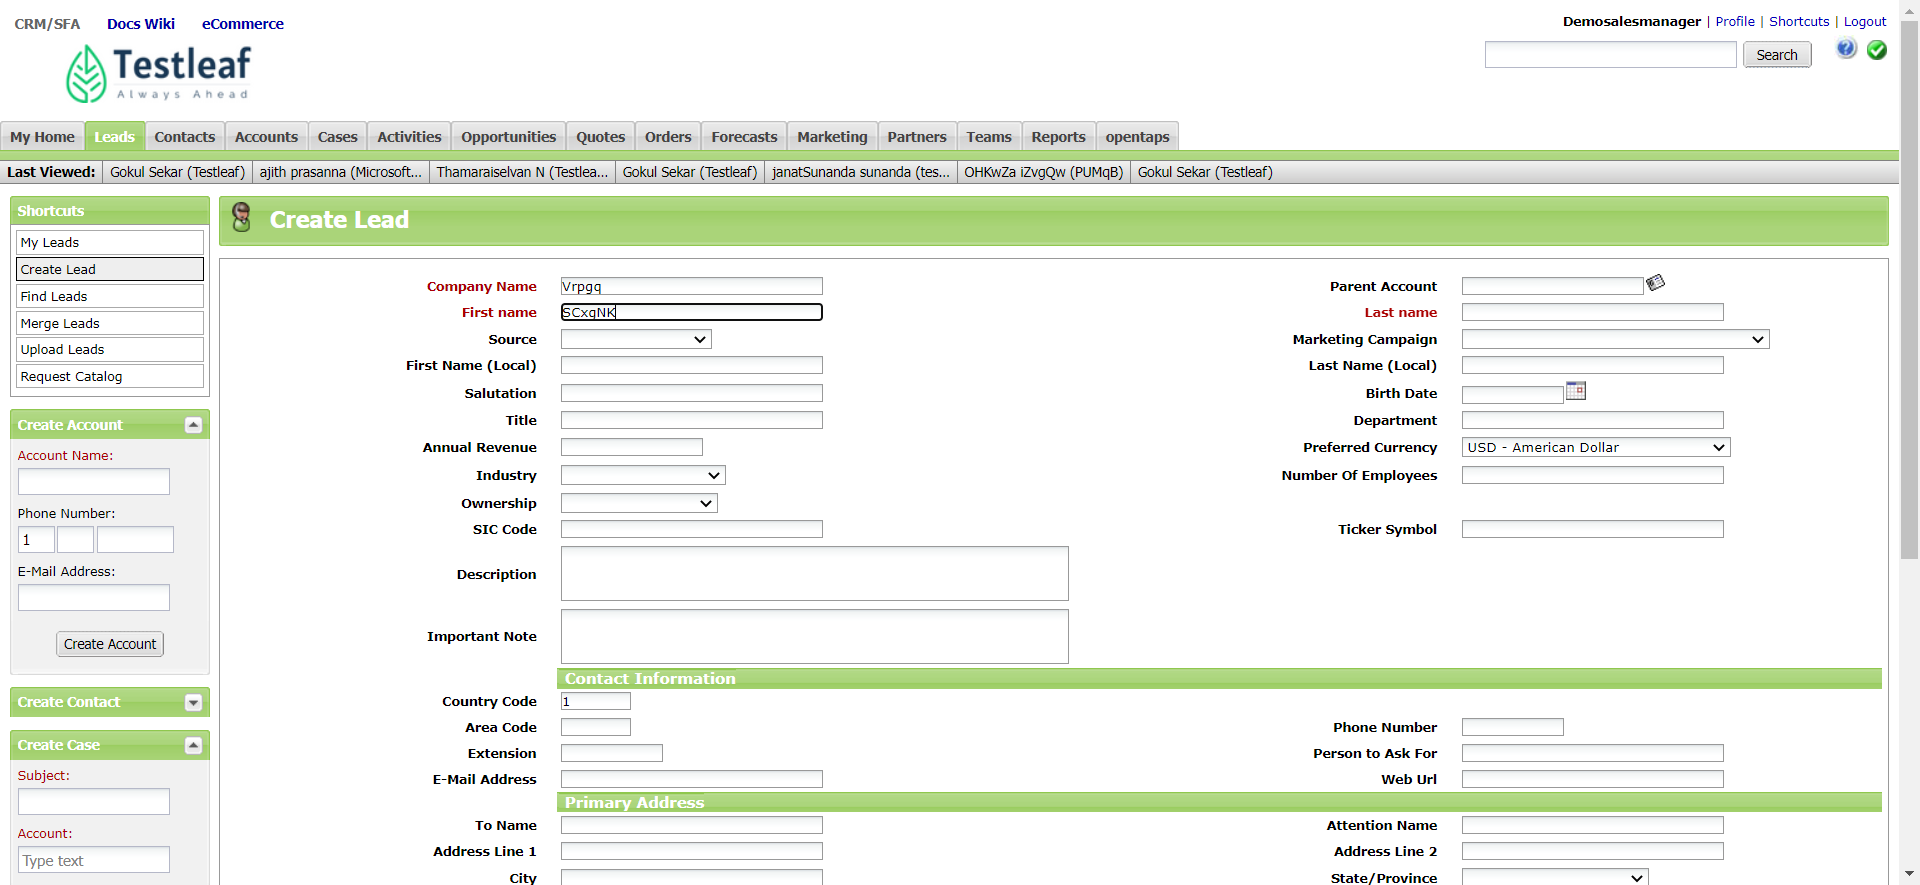 CRM/SFA Docs Wiki eCommerce
Demosalesmanager | Profile | Shortcuts | Logout
Testleaf
Always Ahead
Search
My Home Leads Contacts Accounts Cases Activities Opportunities Quotes Orders Forecasts Marketing Partners Teams Reports opentaps
Last Viewed: Gokul Sekar (Testleaf) ajith prasanna (Microsoft... Thamaraiselvan N (Testlea... Gokul Sekar (Testleaf) janatSunanda sunanda (tes... OHKwZa iZvgQw (PUMqB) Gokul Sekar (Testleaf)
Shortcuts
My Leads
Create Lead
Find Leads
Merge Leads
Upload Leads
Request Catalog
Create Account
Account Name:
Phone Number:
1
E-Mail Address:
Create Account
Create Contact
Create Case
Subject:
Account:
Type text
Create Lead
Company Name Vrpgq Parent Account
First name SCxgNK Last name
Source Marketing Campaign
First Name (Local) Last Name (Local)
Salutation Birth Date
Title Department
Annual Revenue Preferred Currency USD - American Dollar
Industry Number Of Employees
Ownership
SIC Code Ticker Symbol
Description
Important Note
Contact Information
Country Code 1
Area Code Phone Number
Extension Person to Ask For
E-Mail Address Web Url
Primary Address
To Name Attention Name
Address Line 1 Address Line 2
City State/Province